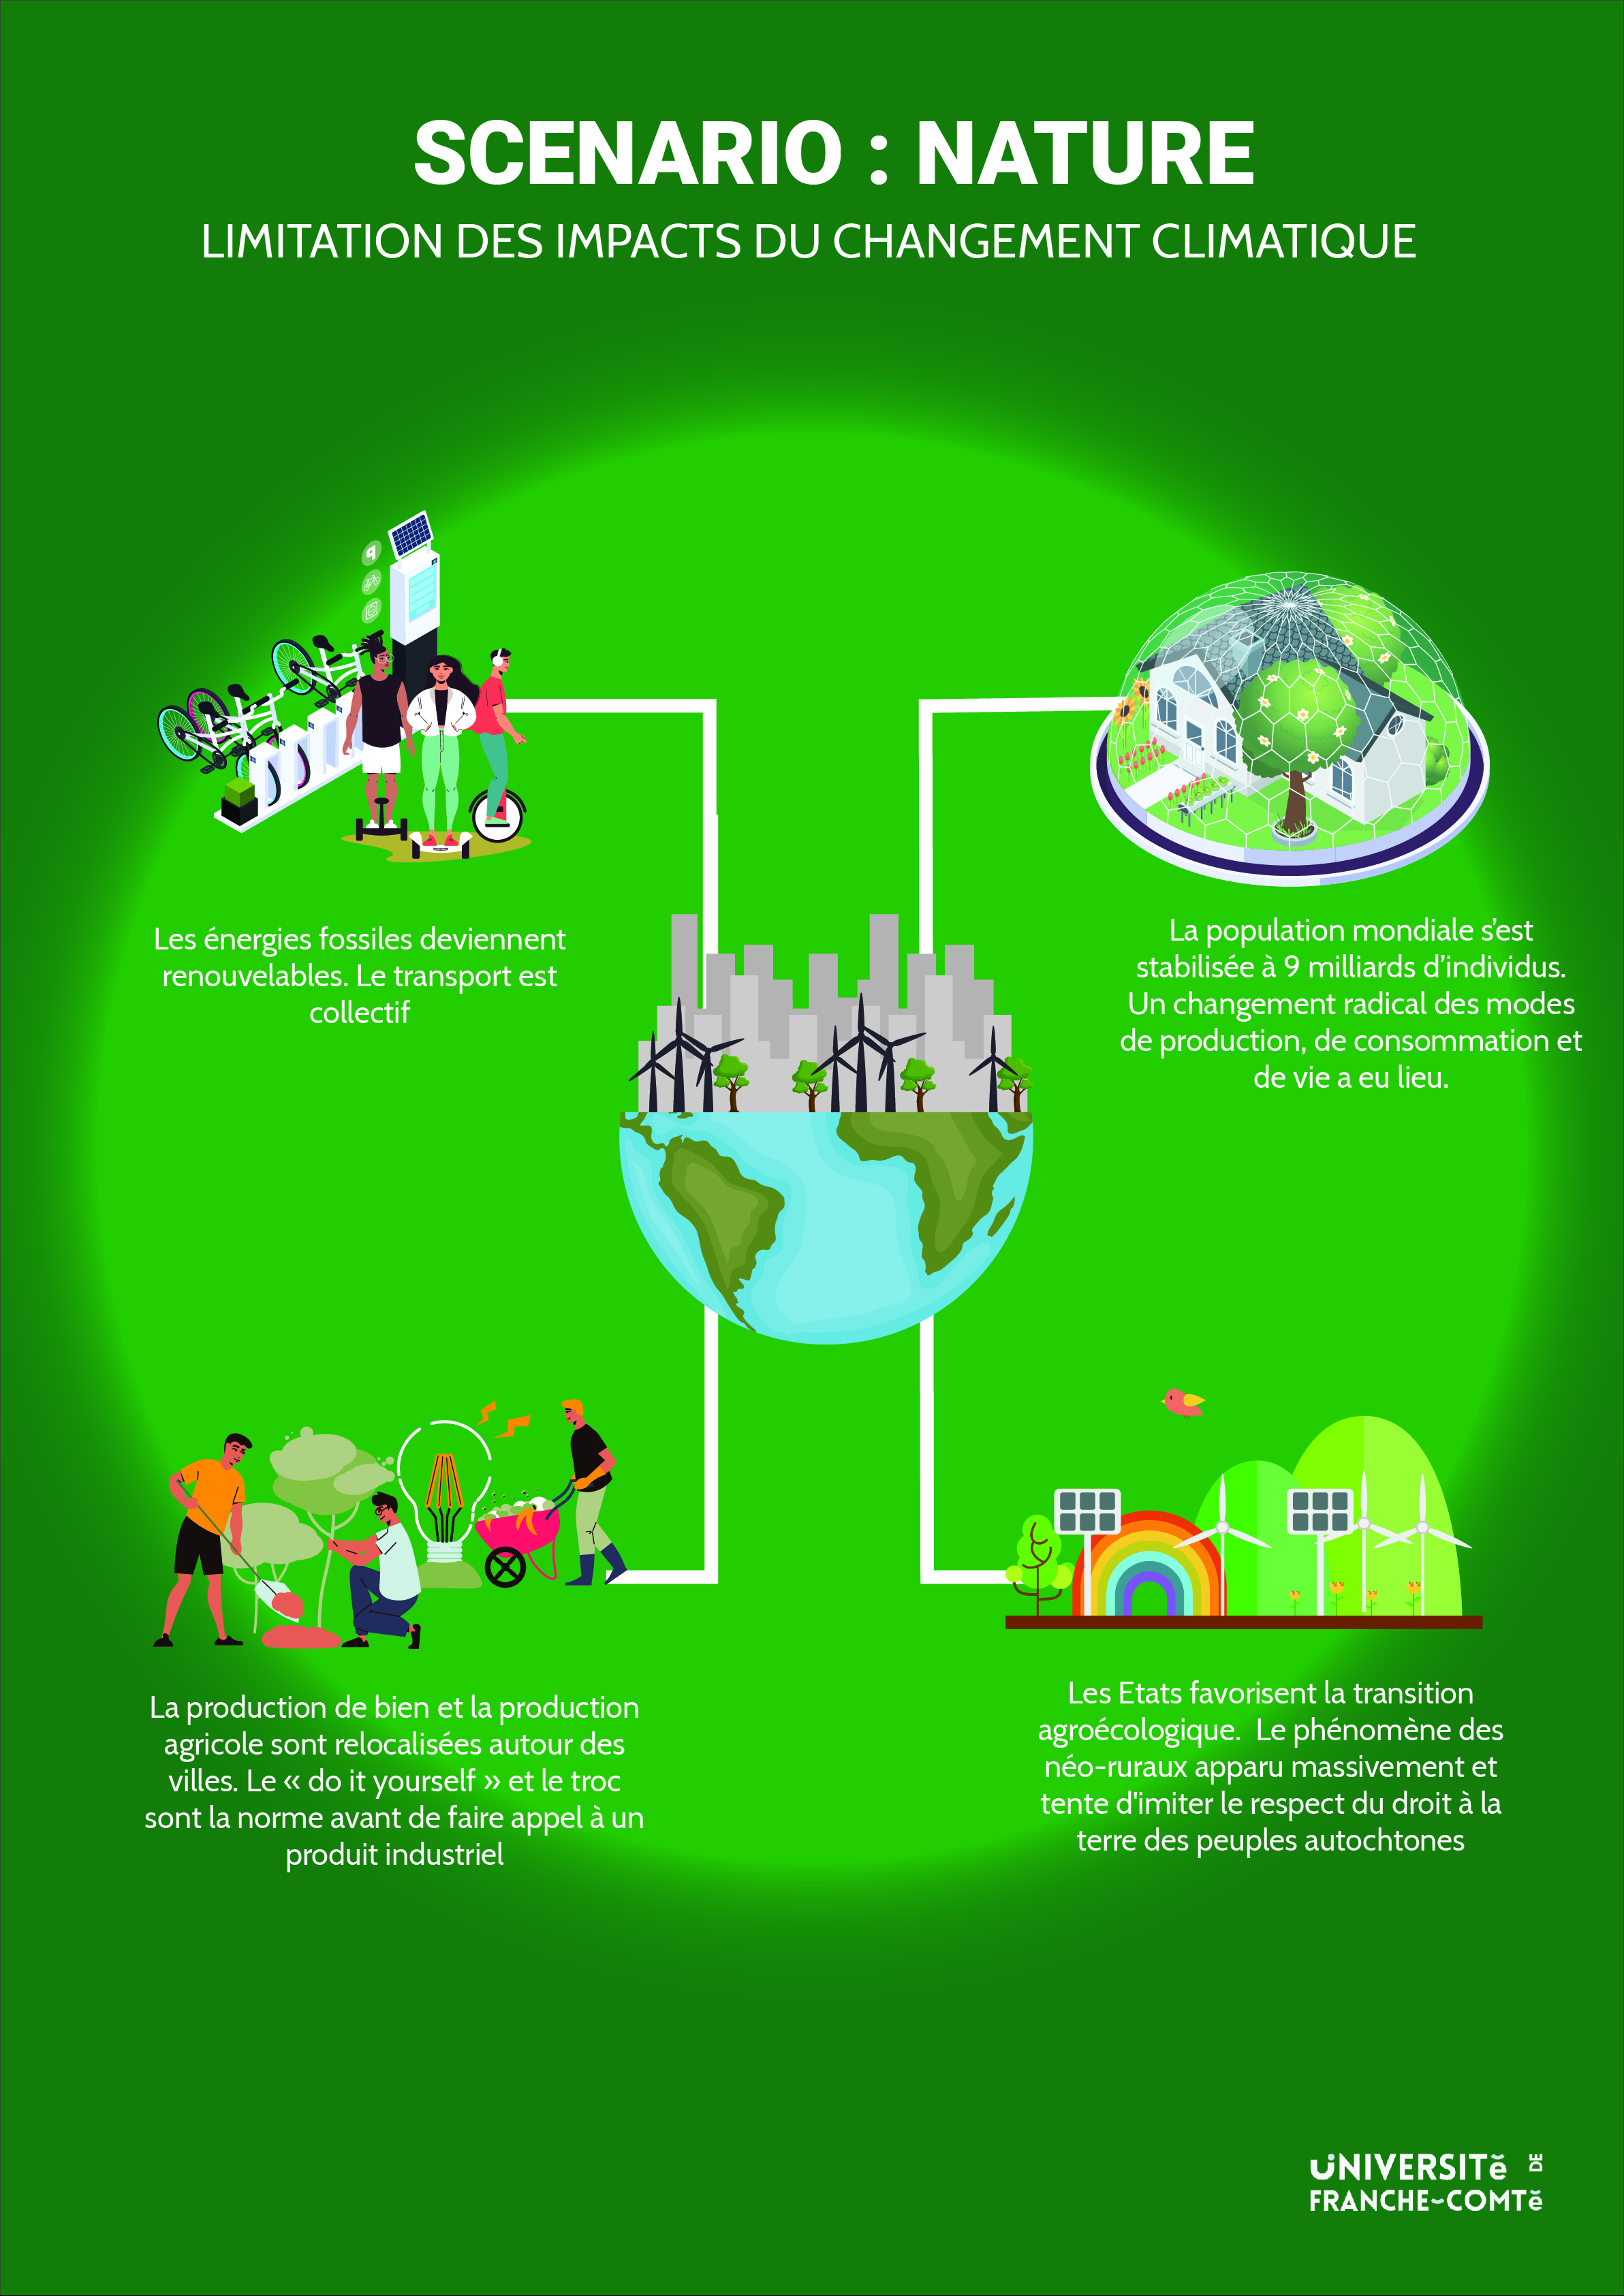 SCENARIO : NATURE
LIMITATION DES IMPACTS DU CHANGEMENT CLIMATIQUE
Les énergies fossiles deviennent
renouvelables. Le transport est
collectif
La population mondiale s’est
stabilisée à 9 milliards d’individus.
Un changement radical des modes
de production, de consommation et
de vie a eu lieu.
La production de bien et la production
agricole sont relocalisées autour des
villes. Le « do it yourself » et le troc
sont la norme avant de faire appel à un
produit industriel
Les Etats favorisent la transition
agroécologique.  Le phénomène des
néo-ruraux apparu massivement et
tente d'imiter le respect du droit à la
terre des peuples autochtones
UNIVERSITĕ DE
FRANCHE-COMTĕ